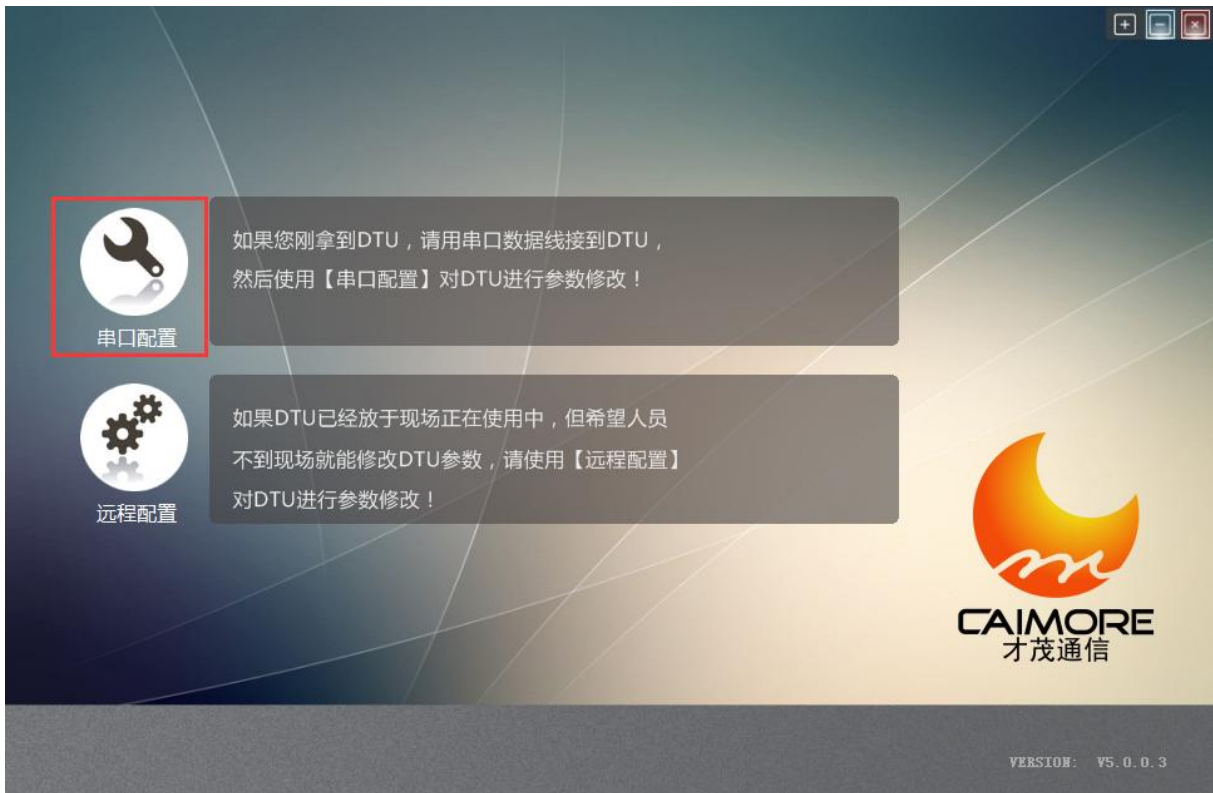 如果您刚拿到DTU，请用串口数据线接到DTU，
然后使用【串口配置】对DTU进行参数修改！
串口配置
如果DTU已经放于现场正在使用中，但希望人员
不到现场就能修改DTU参数，请使用【远程配置】
对DTU进行参数修改！
远程配置
CAIMORE
才茂通信
VERSION: V5.0.0.3